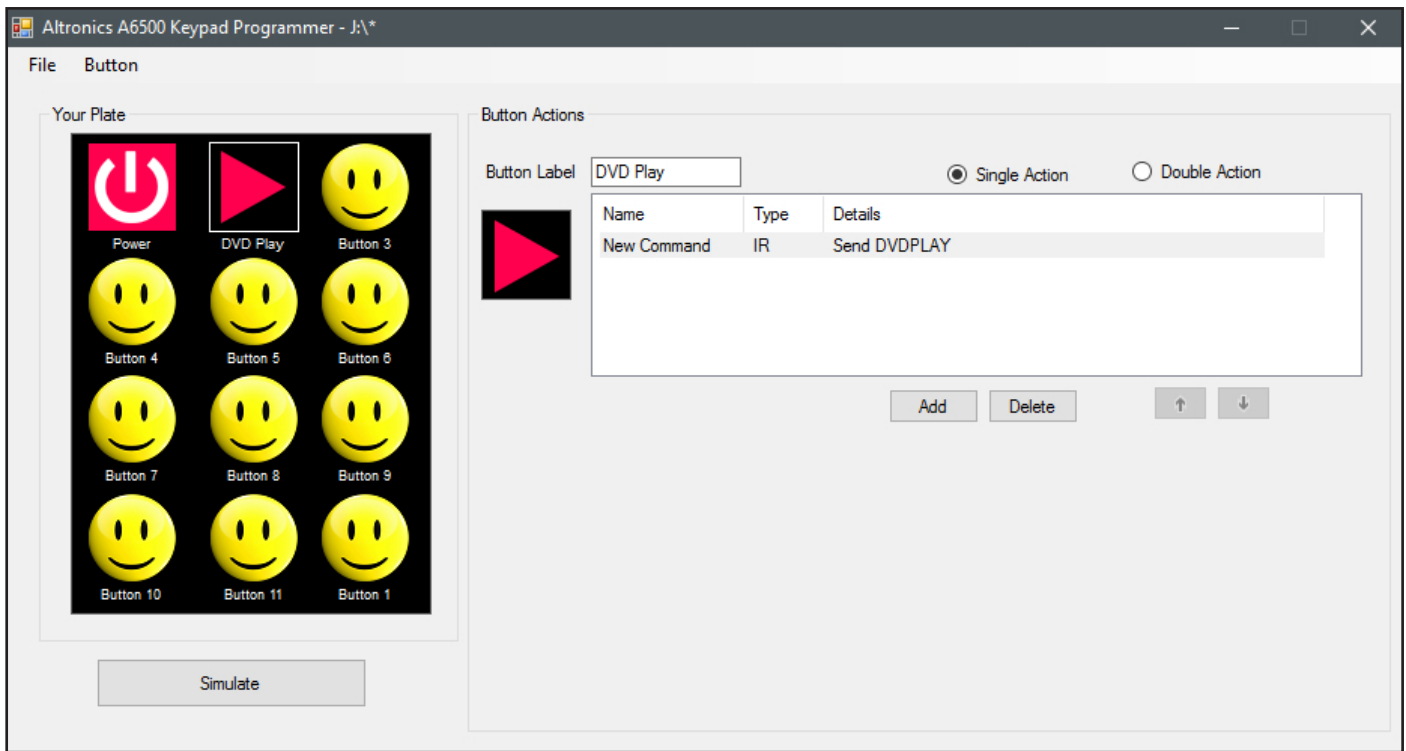 Altronics A6500 Keypad Programmer - J:\*
File Button
Your Plate
Power DVD Play Button 3
Button 4 Button 5 Button 6
Button 7 Button 8 Button 9
Button 10 Button 11 Button 1
Simulate
Button Actions
Button Label DVD Play Single Action Double Action
Name Type Details
New Command IR Send DVDPLAY
Add Delete